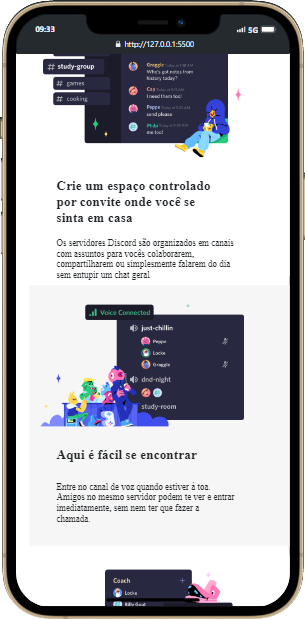 09:33
5G
http://127.0.0.1:5500
# study-group
# games
# cooking
Graggle
Who's got notes from
history today?
Cap
I need them too!
Peppe
send please
Phibi
me too!
Crie um espaço controlado
por convite onde você se
sinta em casa
Os servidores Discord são organizados em canais
com assuntos para vocês colaborarem,
compartilharem ou simplesmente falarem do dia
sem entupir um chat geral
Voice Connected
just-chillin
Peppe
Locke
Graggle
dnd-night
study-room
Aqui é fácil se encontrar
Entre no canal de voz quando estiver à toa.
Amigos no mesmo servidor podem te ver e entrar
imediatamente, sem nem ter que fazer a
chamada.
Coach +
Locke
Billy Goat